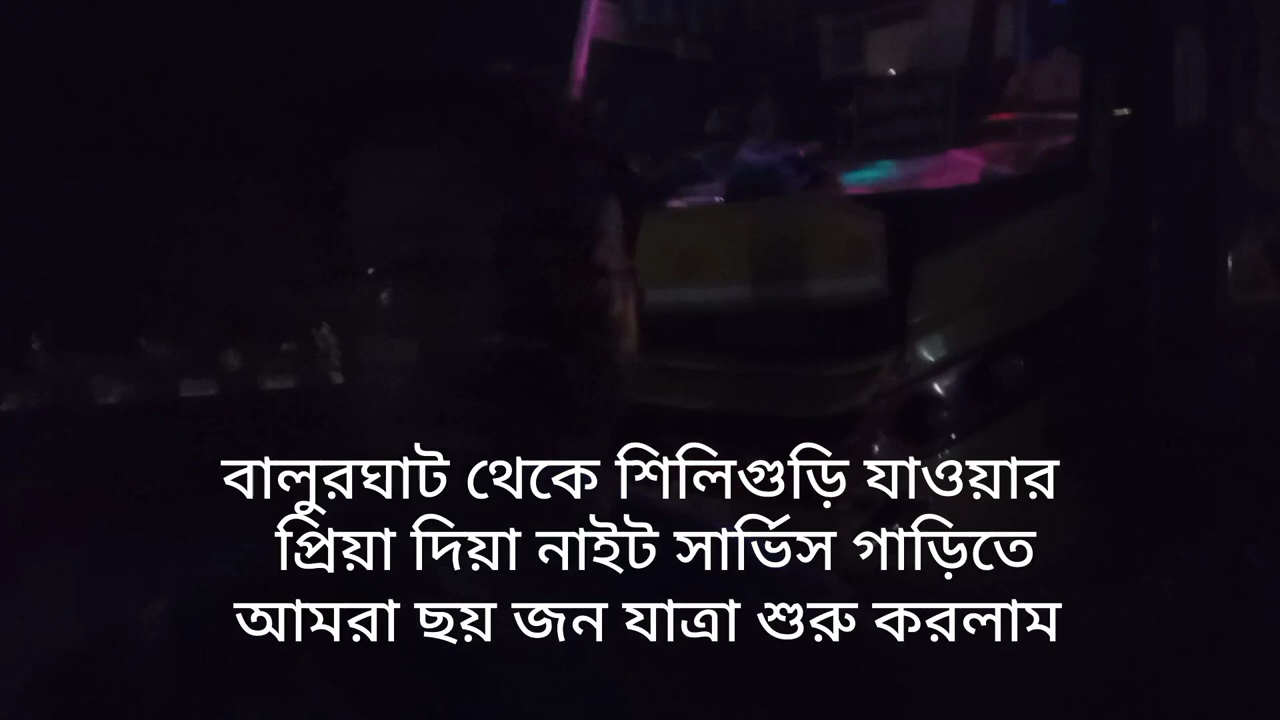 বালুরঘাট থেকে শিলিগুড়ি যাওয়ার
প্রিয়া দিয়া নাইট সার্ভিস গাড়িতে
আমরা ছয় জন যাত্রা শুরু করলাম